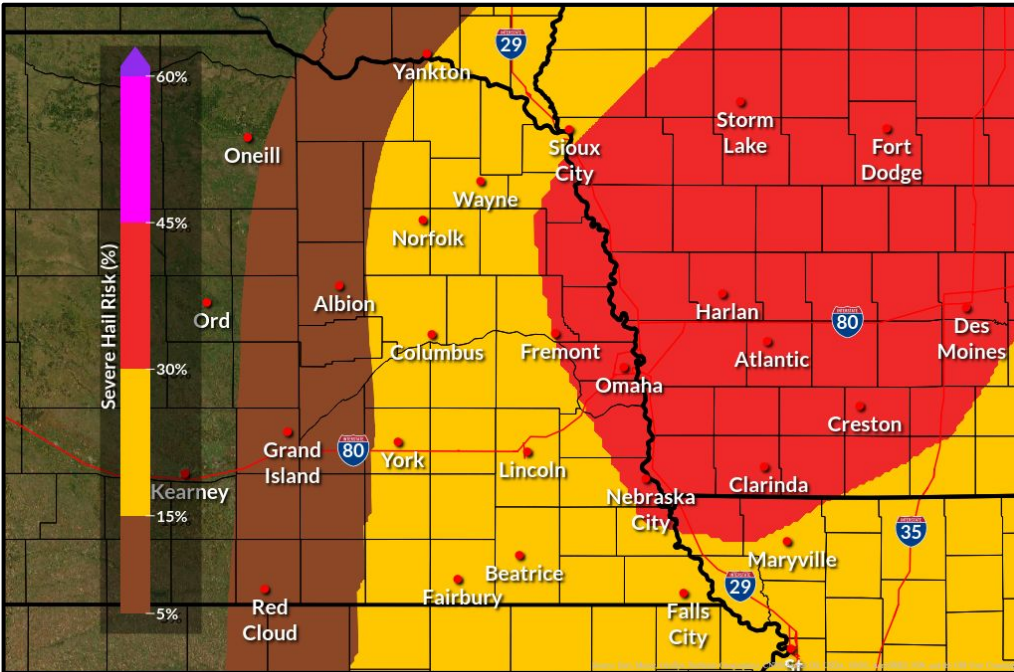 29
60%
Yankton
Oneill
Sioux
City
Storm
Lake
Fort
Dodge
Wayne
45%
Norfolk
Severe Hail Risk (%)
Albion
Ord
Harlan
80
Des
Moines
Columbus
Fremont
Atlantic
30%
Omaha
Creston
Grand
Island
80
York
Lincoln
Clarinda
Kearney
Nebraska
City
15%
35
Maryville
Beatrice
29
Fairbury
Falls
City
Red
Cloud
5%
St